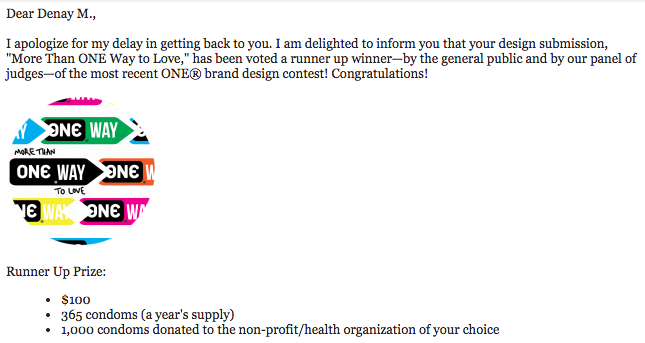 Dear Denay M.,
I apologize for my delay in getting back to you. I am delighted to inform you that your design submission,
"More Than ONE Way to Love," has been voted a runner up winner—by the general public and by our panel of
judges—of the most recent ONE® brand design contest! Congratulations!
AY ONE WAY
MORE THAN
ONE WAY ONE W
TO LOVE
NE WAY ONE WA
Runner Up Prize:
• $100
• 365 condoms (a year's supply)
• 1,000 condoms donated to the non-profit/health organization of your choice